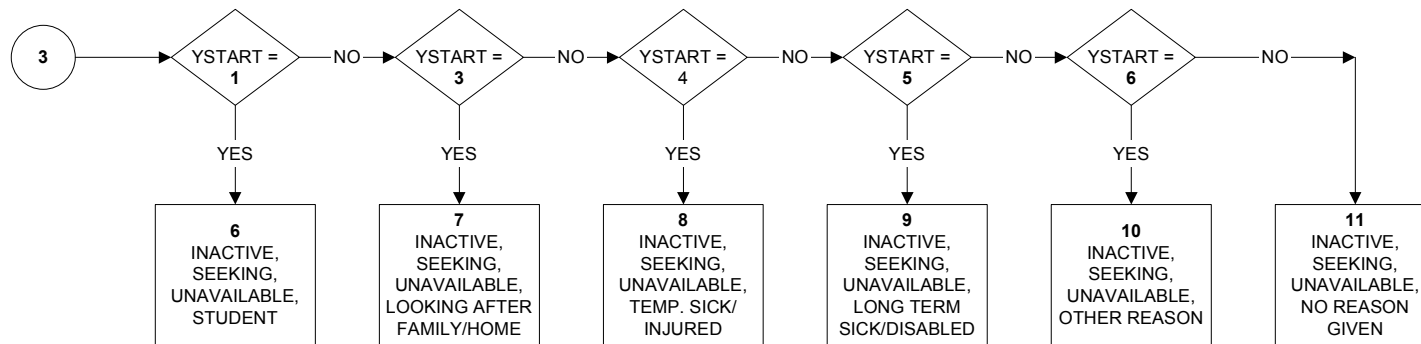 3
YSTART =
1
NO
YSTART =
3
NO
YSTART =
4
NO
YSTART =
5
NO
YSTART =
6
NO
YES
YES
YES
YES
YES
6
INACTIVE,
SEEKING,
UNAVAILABLE,
STUDENT
7
INACTIVE,
SEEKING,
UNAVAILABLE,
LOOKING AFTER
FAMILY/HOME
8
INACTIVE,
SEEKING,
UNAVAILABLE,
TEMP. SICK/
INJURED
9
INACTIVE,
SEEKING,
UNAVAILABLE,
LONG TERM
SICK/DISABLED
10
INACTIVE,
SEEKING,
UNAVAILABLE,
OTHER REASON
11
INACTIVE,
SEEKING,
UNAVAILABLE,
NO REASON
GIVEN